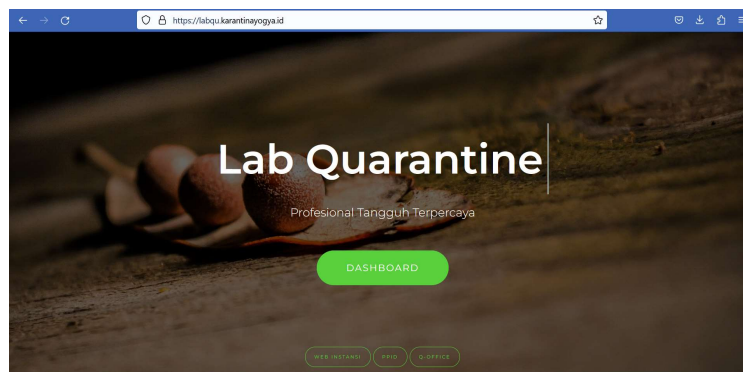 https://labqu.karantinayogya.id
Lab Quarantine
Profesional Tangguh Terpercaya
DASHBOARD
WEB INSTANSI PPID Q-OFFICE